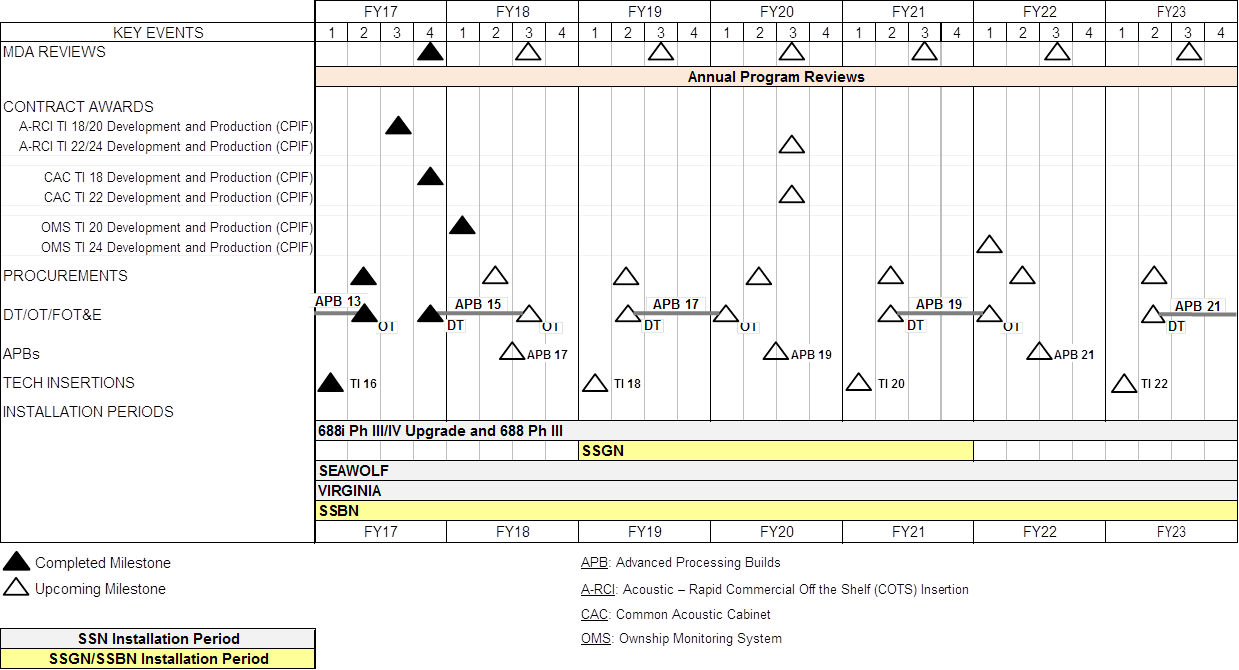 FY17 FY18 FY19 FY20 FY21 FY22 FY23
KEY EVENTS 1 2 3 4 1 2 3 4 1 2 3 4 1 2 3 4 1 2 3 4 1 2 3 4 1 2 3 4
MDA REVIEWS
Annual Program Reviews
CONTRACT AWARDS
A-RCI TI 18/20 Development and Production (CPIF)
A-RCI TI 22/24 Development and Production (CPIF)
CAC TI 18 Development and Production (CPIF)
CAC TI 22 Development and Production (CPIF)
OMS TI 20 Development and Production (CPIF)
OMS TI 24 Development and Production (CPIF)
PROCUREMENTS
APB 13 APB 15 APB 17 APB 19 APB 21
DT/OT/FOT&E
OT DT OT DT OT DT OT DT
APBs APB 17 APB 19 APB 21
TECH INSERTIONS TI 16 TI 18 TI 20 TI 22
INSTALLATION PERIODS
688i Ph III/IV Upgrade and 688 Ph III
SSGN
SEAWOLF
VIRGINIA
SSBN
FY17 FY18 FY19 FY20 FY21 FY22 FY23
Completed Milestone
Upcoming Milestone
APB: Advanced Processing Builds
A-RCI: Acoustic – Rapid Commercial Off the Shelf (COTS) Insertion
CAC: Common Acoustic Cabinet
OMS: Ownship Monitoring System
SSN Installation Period
SSGN/SSBN Installation Period